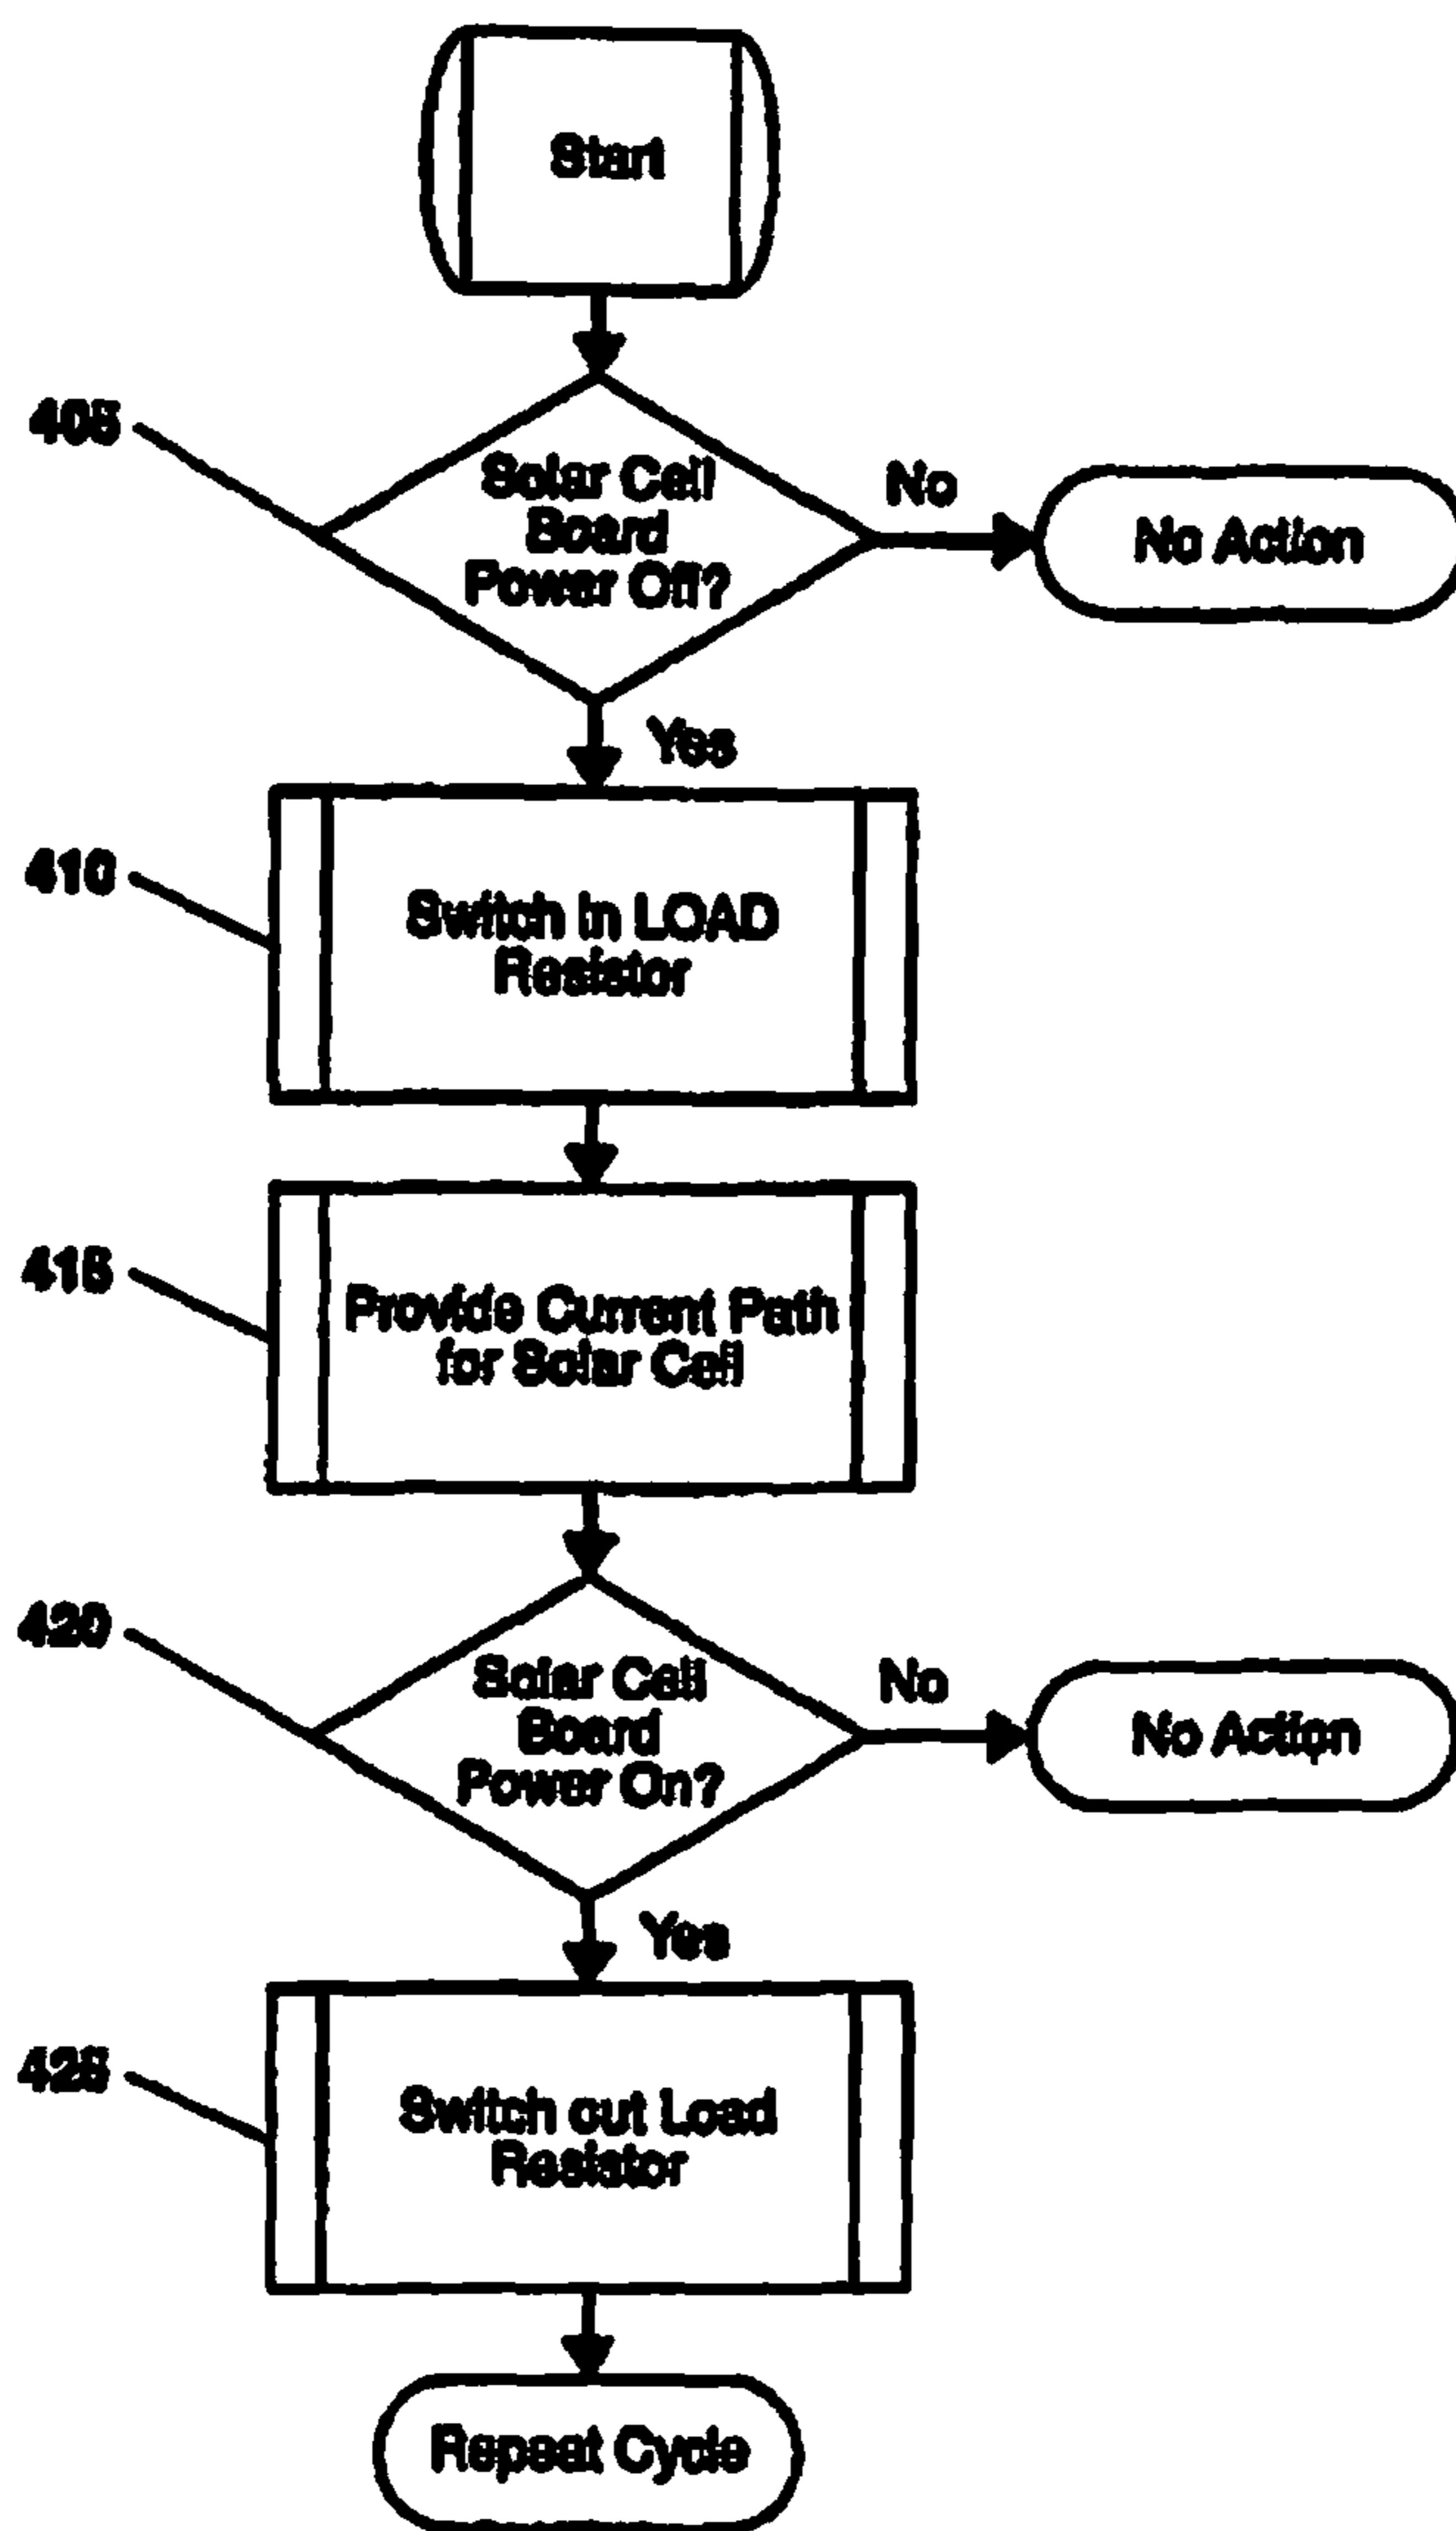 Start
405
Solar Cell
Board
Power Off?
No
No Action
Yes
410
Switch in LOAD
Resistor
415
Provide Current Path
for Solar Cell
420
Solar Cell
Board
Power On?
No
No Action
Yes
425
Switch out Load
Resistor
Repeat Cycle